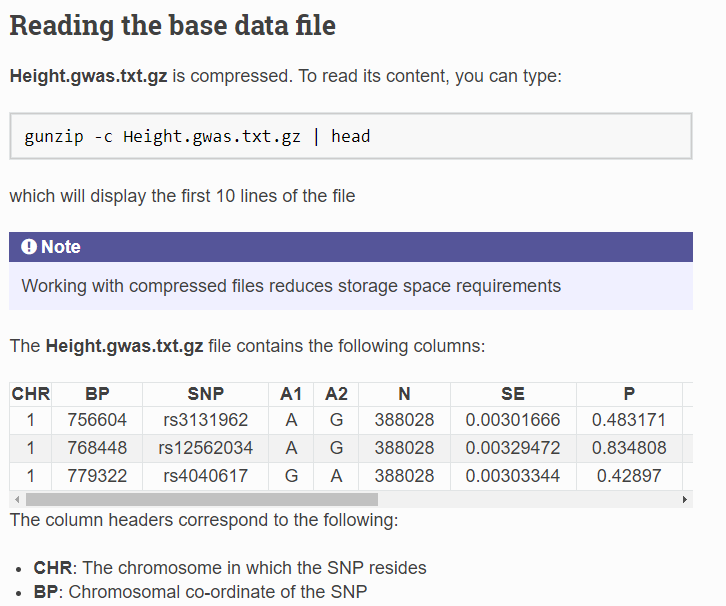 Reading the base data file
Height.gwas.txt.gz is compressed. To read its content, you can type:
gunzip -c Height.gwas.txt.gz | head
which will display the first 10 lines of the file
Note
Working with compressed files reduces storage space requirements
The Height.gwas.txt.gz file contains the following columns:
CHR BP SNP A1 A2 N SE P
1 756604 rs3131962 A G 388028 0.00301666 0.483171
1 768448 rs12562034 A G 388028 0.00329472 0.834808
1 779322 rs4040617 G A 388028 0.00303344 0.42897
The column headers correspond to the following:
• CHR: The chromosome in which the SNP resides
• BP: Chromosomal co-ordinate of the SNP